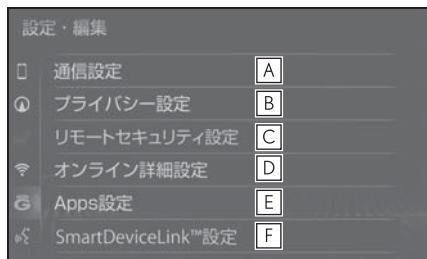 設定・編集
通信設定 A
プライバシー設定 B
リモートセキュリティ設定 C
オンライン詳細設定 D
Apps設定 E
SmartDeviceLink™設定 F